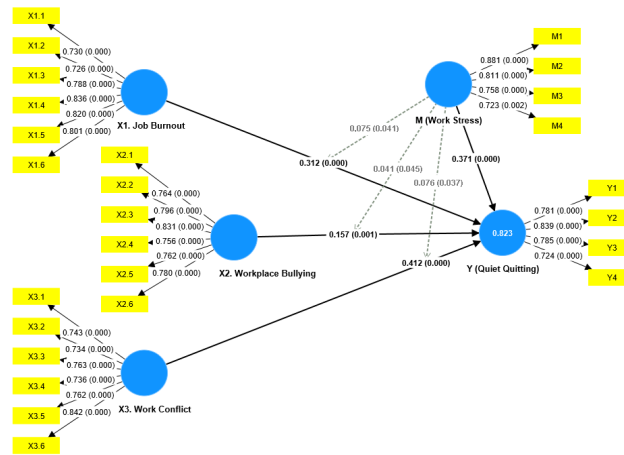 X1.1
X1.2
X1.3
X1.4
X1.5
X1.6
0.730 (0.000)
0.726 (0.000)
0.788 (0.000)
0.836 (0.000)
0.820 (0.000)
0.801 (0.000)
X1. Job Burnout
X2.1
X2.2
X2.3
X2.4
X2.5
X2.6
0.764 (0.000)
0.796 (0.000)
0.831 (0.000)
0.756 (0.000)
0.762 (0.000)
0.780 (0.000)
X2. Workplace Bullying
X3.1
X3.2
X3.3
X3.4
X3.5
X3.6
0.743 (0.000)
0.734 (0.000)
0.763 (0.000)
0.736 (0.000)
0.762 (0.000)
0.842 (0.000)
X3. Work Conflict
M1
M2
M3
M4
0.881 (0.000)
0.811 (0.000)
0.758 (0.000)
0.723 (0.002)
M (Work Stress)
0.075 (0.041)
0.041 (0.045)
0.076 (0.037)
0.312 (0.000)
0.371 (0.000)
0.157 (0.001)
0.412 (0.000)
0.823
Y (Quiet Quitting)
Y1
Y2
Y3
Y4
0.781 (0.000)
0.839 (0.000)
0.785 (0.000)
0.724 (0.000)